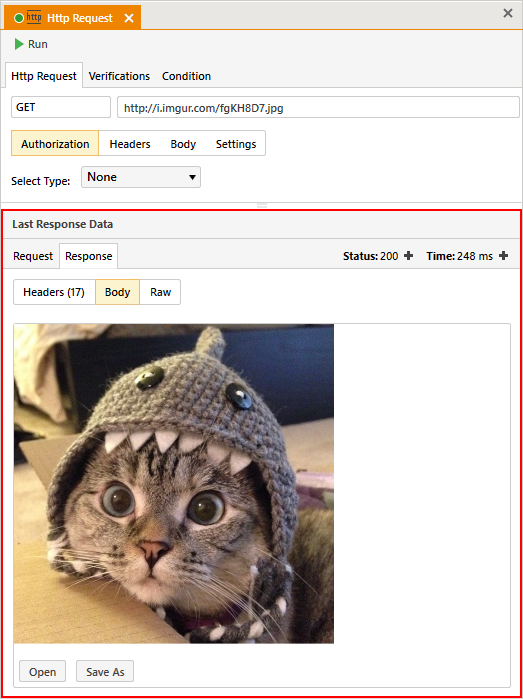 http Http Request
Run
Http Request Verifications Condition
GET http://i.imgur.com/fgKH8D7.jpg
Authorization Headers Body Settings
Select Type: None
Last Response Data
Request Response Status: 200 Time: 248 ms
Headers (17) Body Raw
Open Save As